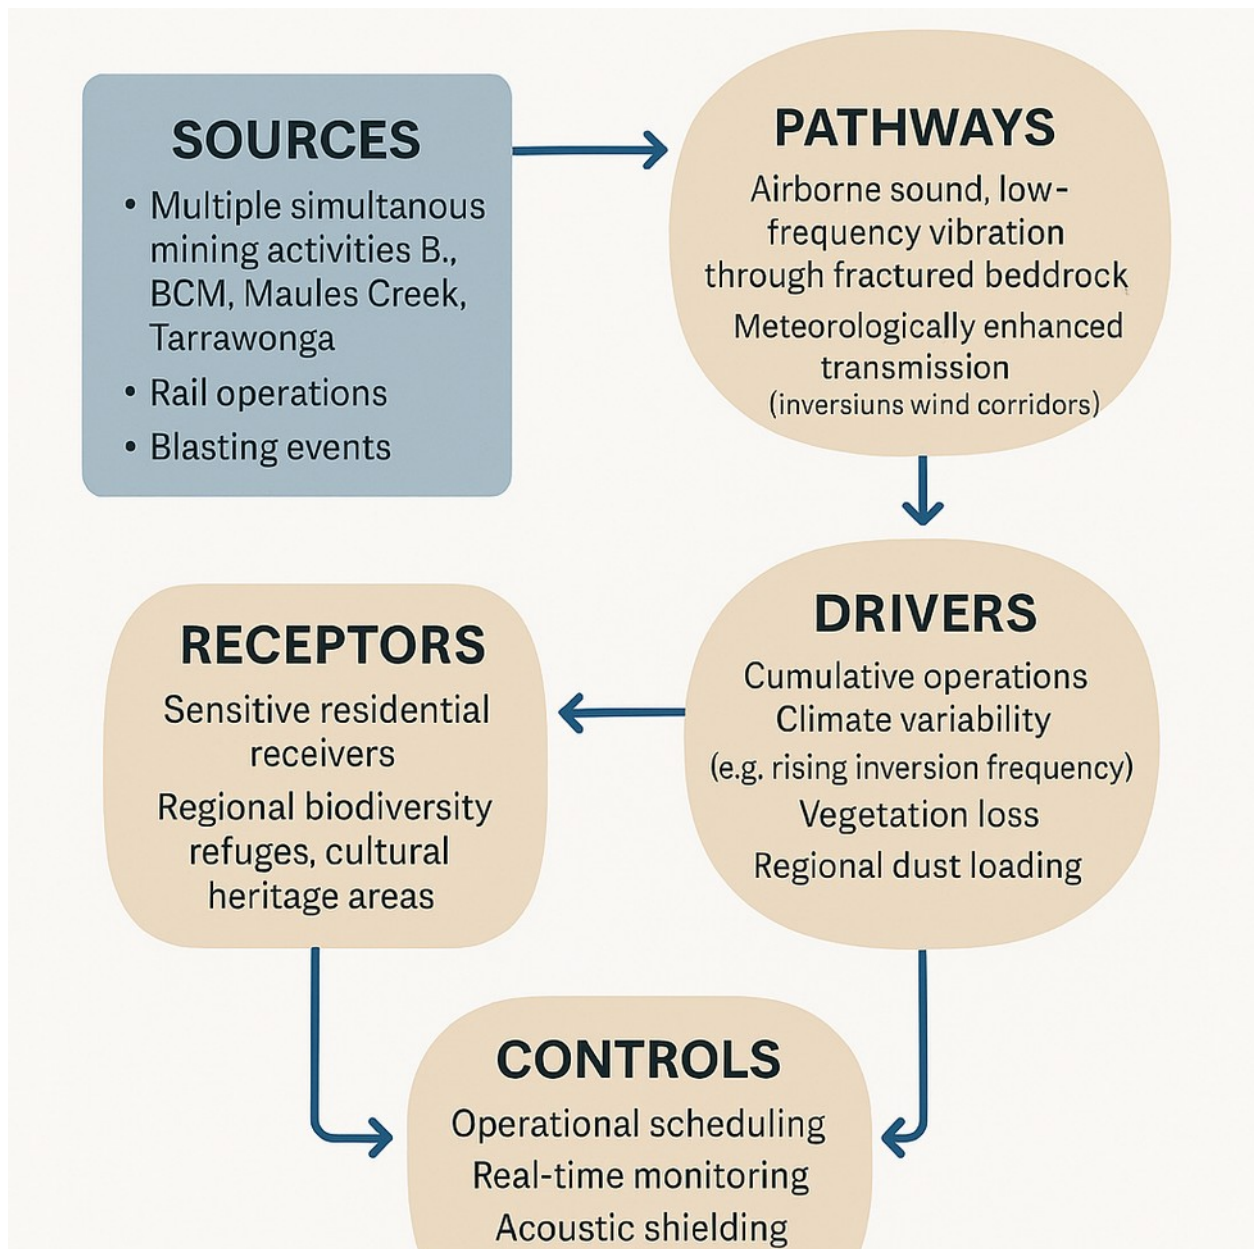 SOURCES
• Multiple simultanous
mining activities B.,
BCM, Maules Creek,
Tarrawonga
• Rail operations
• Blasting events
PATHWAYS
Airborne sound, low-
frequency vibration
through fractured beddrock
Meteorologically enhanced
transmission
(inversiuns wind corridors)
DRIVERS
Cumulative operations
Climate variability
(e.g. rising inversion frequency)
Vegetation loss
Regional dust loading
RECEPTORS
Sensitive residential
receivers
Regional biodiversity
refuges, cultural
heritage areas
CONTROLS
Operational scheduling
Real-time monitoring
Acoustic shielding